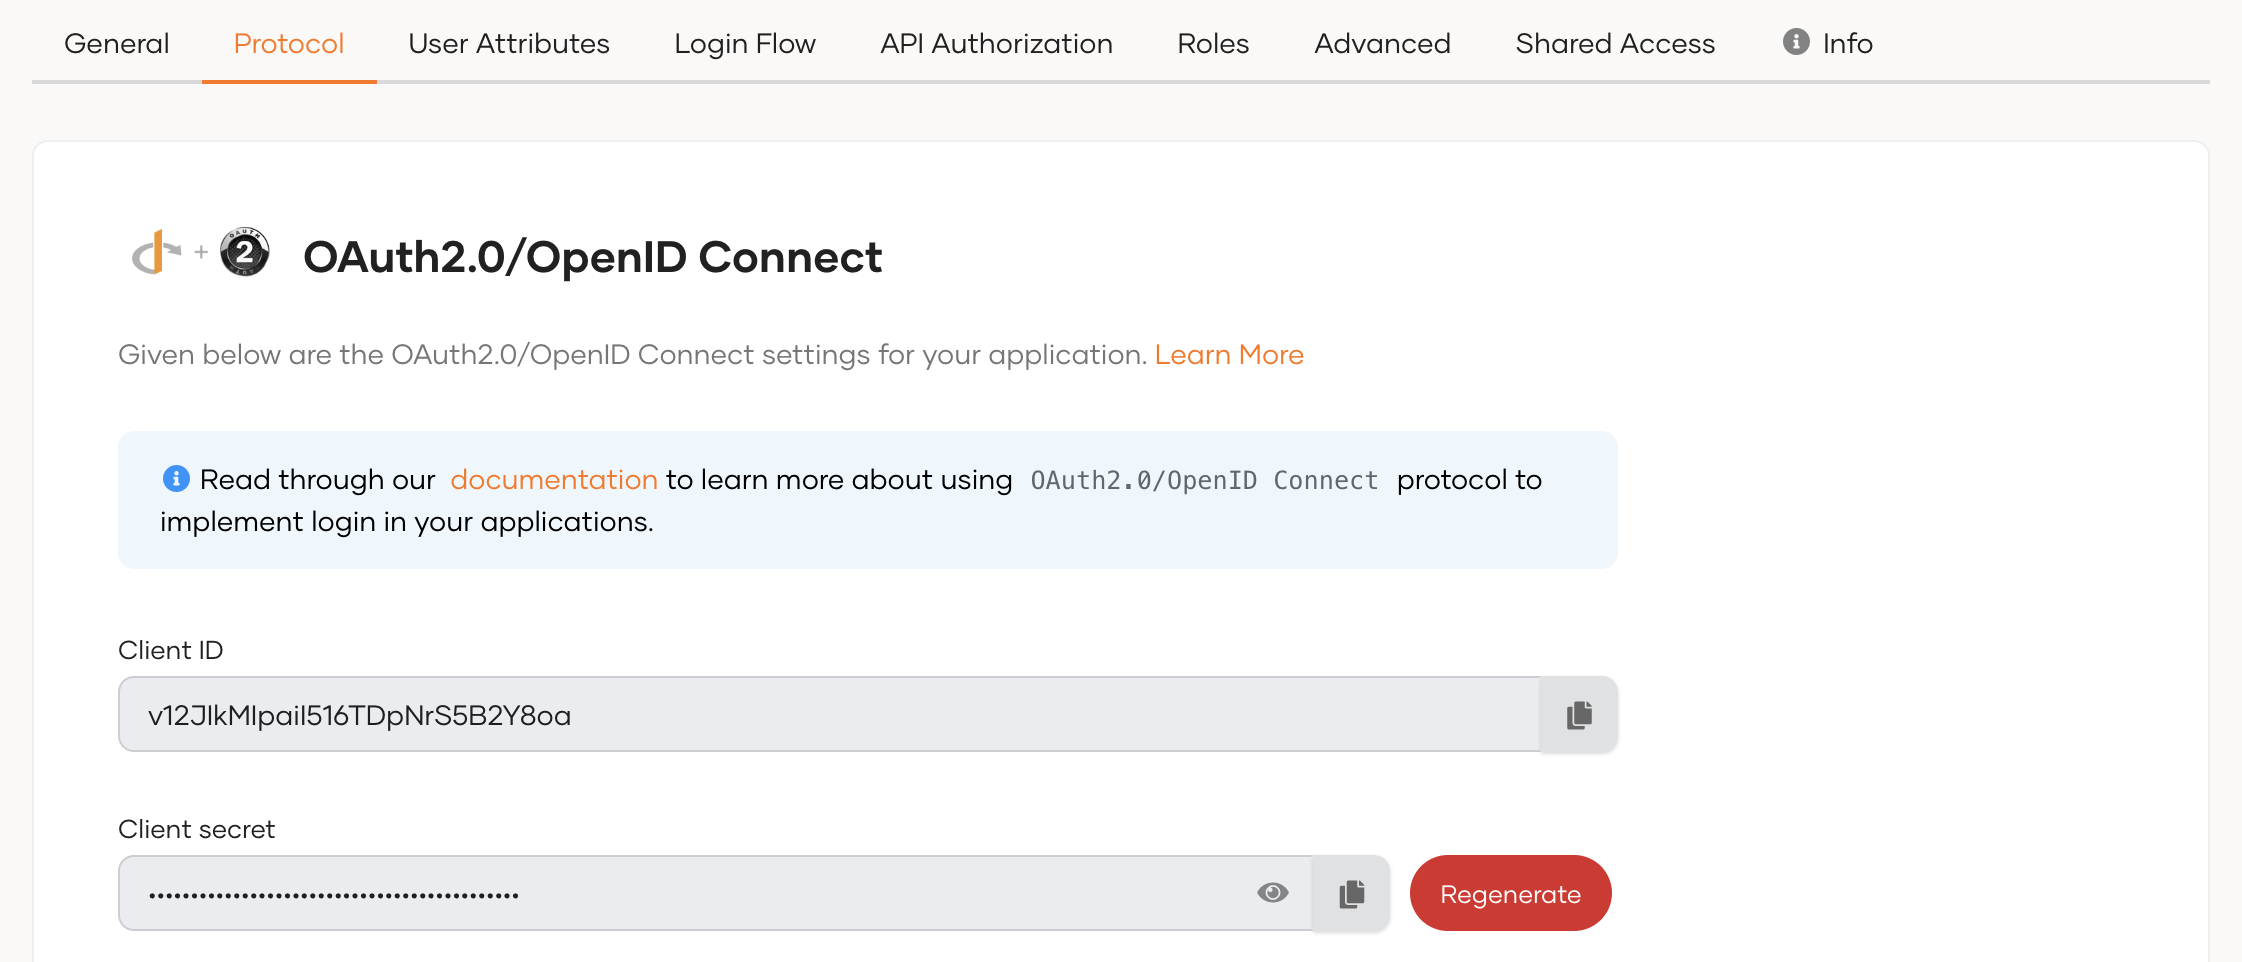 General Protocol User Attributes Login Flow API Authorization Roles Advanced Shared Access Info
OAuth2.0/OpenID Connect
Given below are the OAuth2.0/OpenID Connect settings for your application. Learn More
Read through our documentation to learn more about using OAuth2.0/OpenID Connect protocol to
implement login in your applications.
Client ID
v12JlkMlpail516TDpNrS5B2Y8oa
Client secret
Regenerate